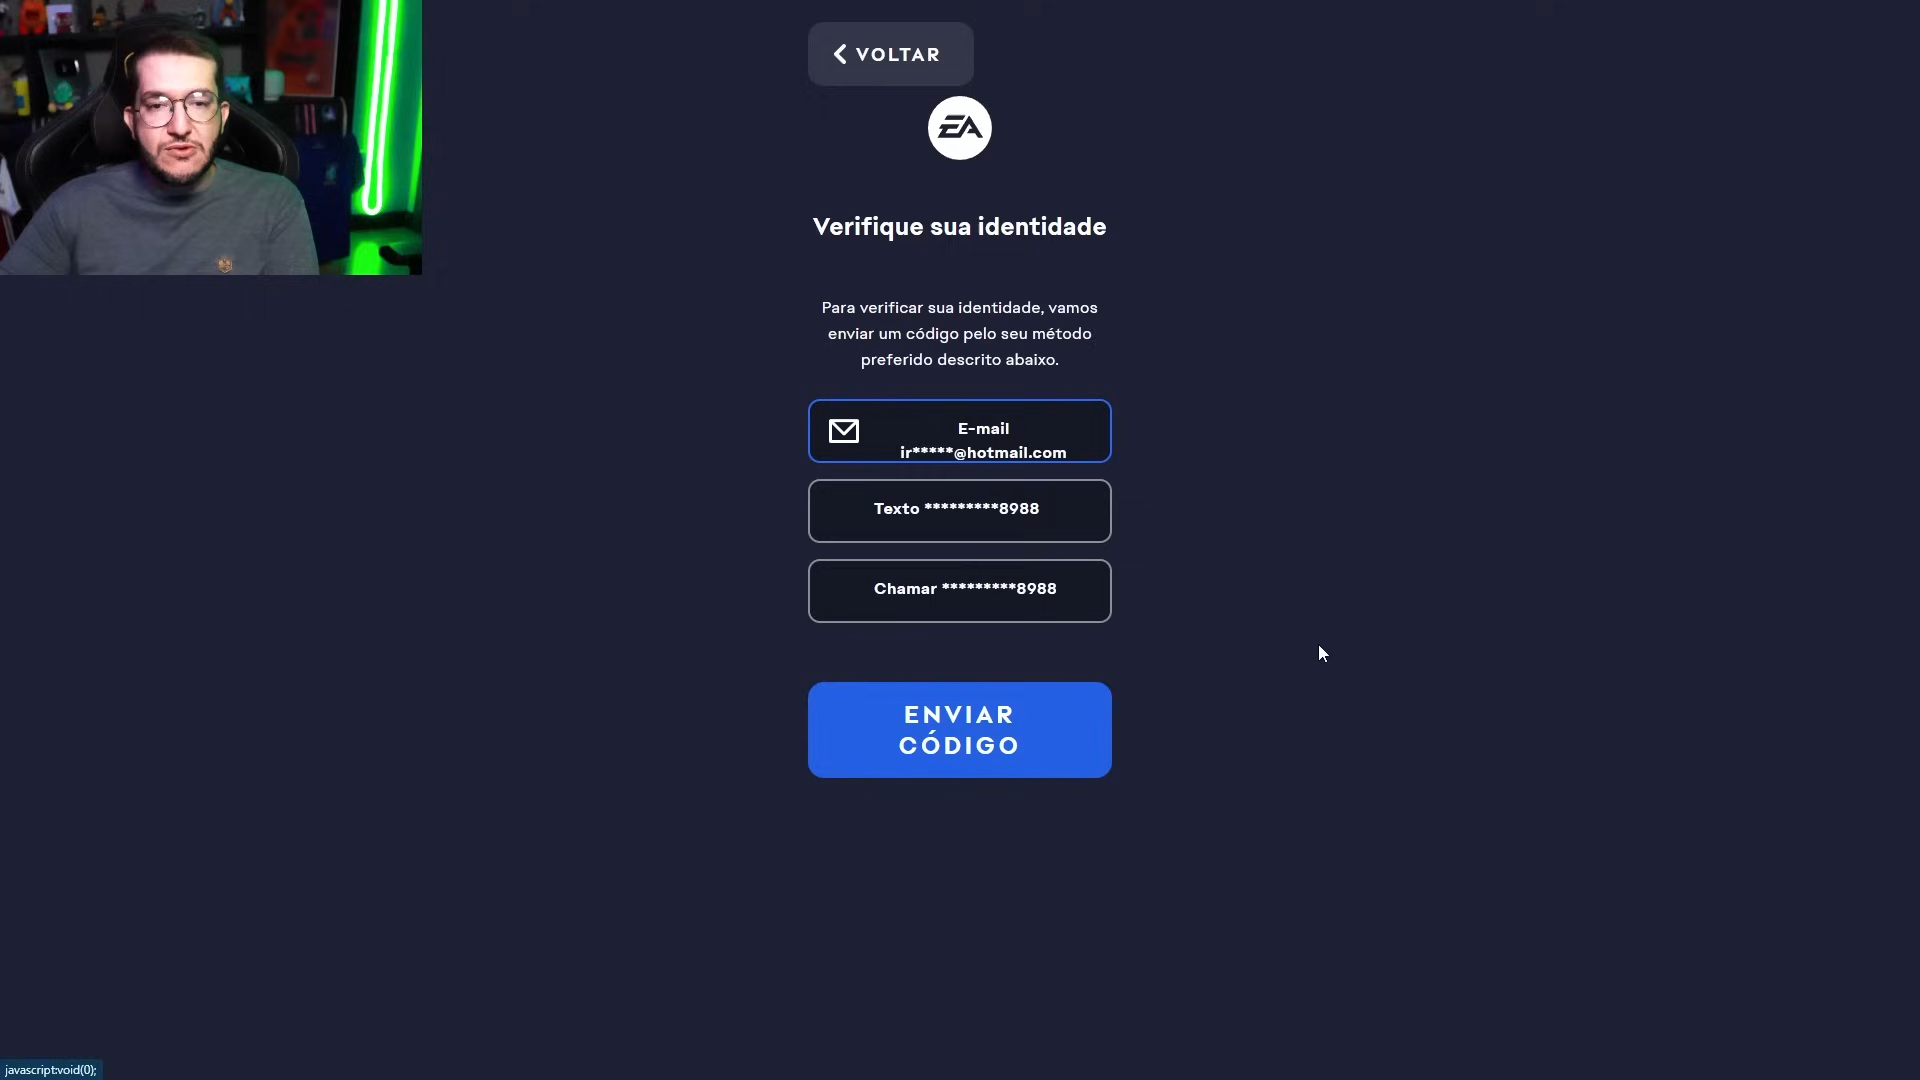 VOLTAR
EA
Verifique sua identidade
Para verificar sua identidade, vamos
enviar um código pelo seu método
preferido descrito abaixo.
E-mail
ir*****@hotmail.com
Texto *********8988
Chamar *********8988
ENVIAR
CÓDIGO
javascript:void(0);